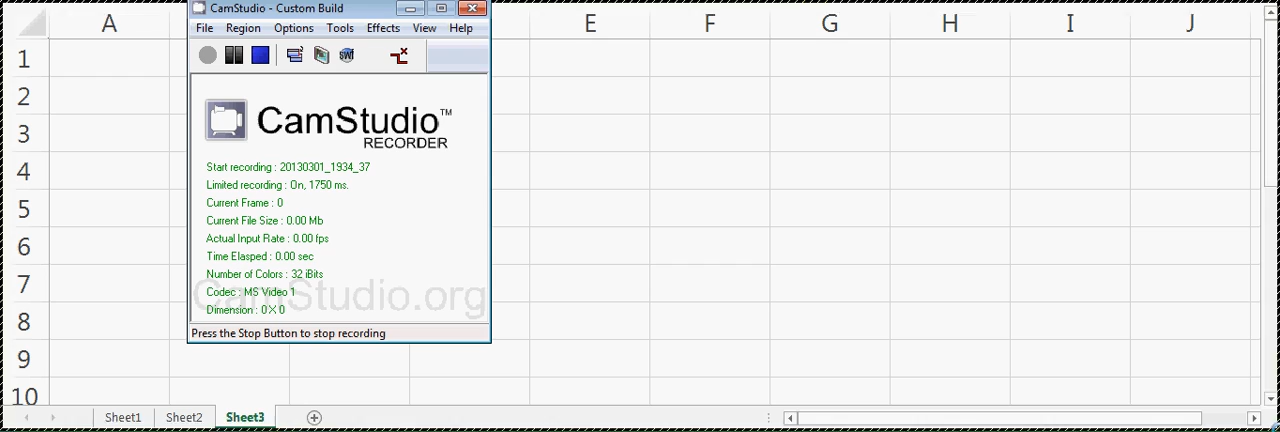 CamStudio - Custom Build
File Region Options Tools Effects View Help
SWF
CamStudio™
RECORDER
Start recording : 20130301_1934_37
Limited recording : On, 1750 ms.
Current Frame : 0
Current File Size : 0.00 Mb
Actual Input Rate : 0.00 fps
Time Elasped : 0.00 sec
Number of Colors : 32 iBits
Codec : MS Video 1
Dimension : 0 X 0
CamStudio.org
Press the Stop Button to stop recording
A E F G H I J
1
2
3
4
5
6
7
8
9
10
Sheet1 Sheet2 Sheet3